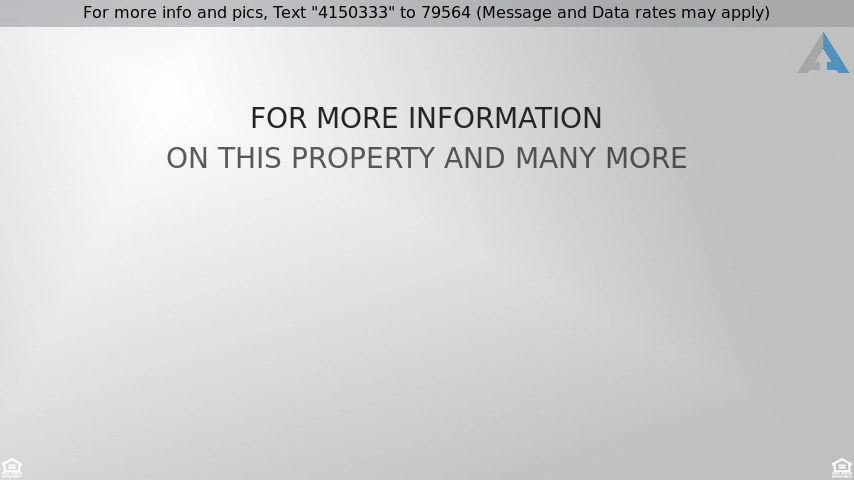 For more info and pics, Text "4150333" to 79564 (Message and Data rates may apply)
FOR MORE INFORMATION
ON THIS PROPERTY AND MANY MORE